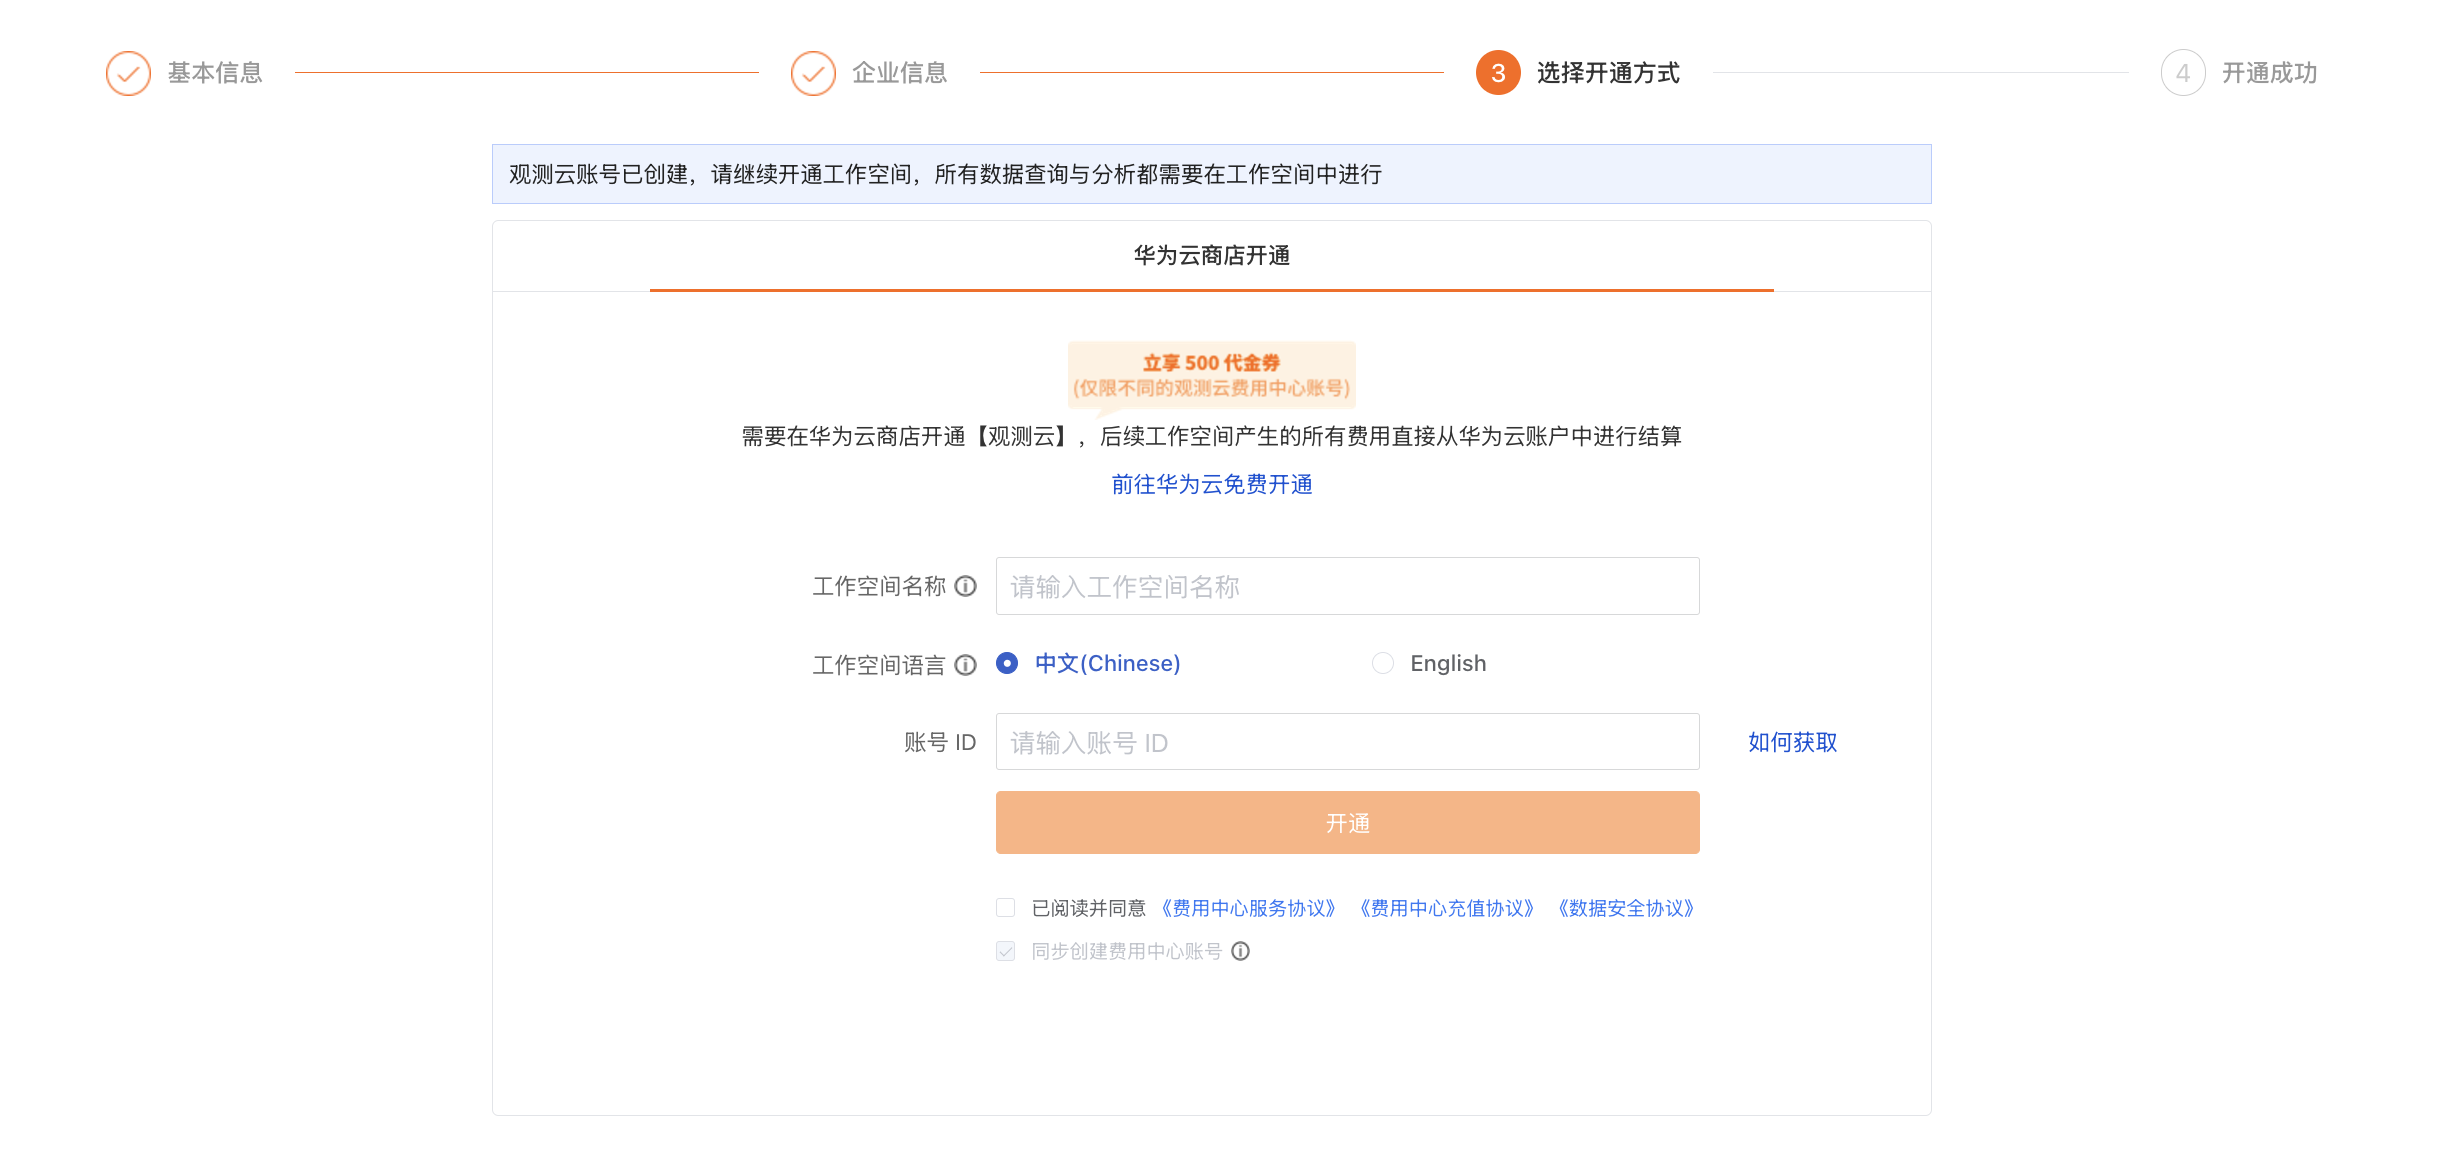 基本信息
企业信息
3 选择开通方式
4 开通成功
观测云账号已创建，请继续开通工作空间，所有数据查询与分析都需要在工作空间中进行
华为云商店开通
立享 500 代金券
(仅限不同的观测云费用中心账号)
需要在华为云商店开通【观测云】，后续工作空间产生的所有费用直接从华为云账户中进行结算
前往华为云免费开通
工作空间名称 请输入工作空间名称
工作空间语言 中文(Chinese) English
账号 ID 请输入账号 ID 如何获取
开通
已阅读并同意 《费用中心服务协议》 《费用中心充值协议》 《数据安全协议》
同步创建费用中心账号